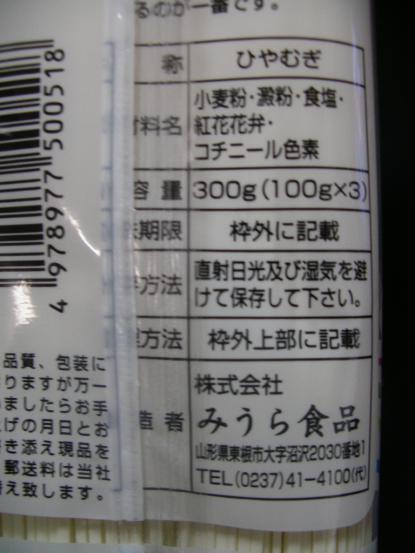 るのが一番です。
称 ひやむぎ
材料名 小麦粉・澱粉・食塩・
紅花花弁・
コチニール色素
容量 300g(100g×3)
期限 枠外に記載
方法 直射日光及び湿気を避
けて保存して下さい。
方法 枠外上部に記載
造者 株式会社
みうら食品
山形県東根市大字沼沢2030番地1
TEL(0237)41-4100(代)
4 978977 500518
品質、包装に
りますが万一
ましたらお手
げの月日とお
き添え現品を
郵送料は当社
え致します。